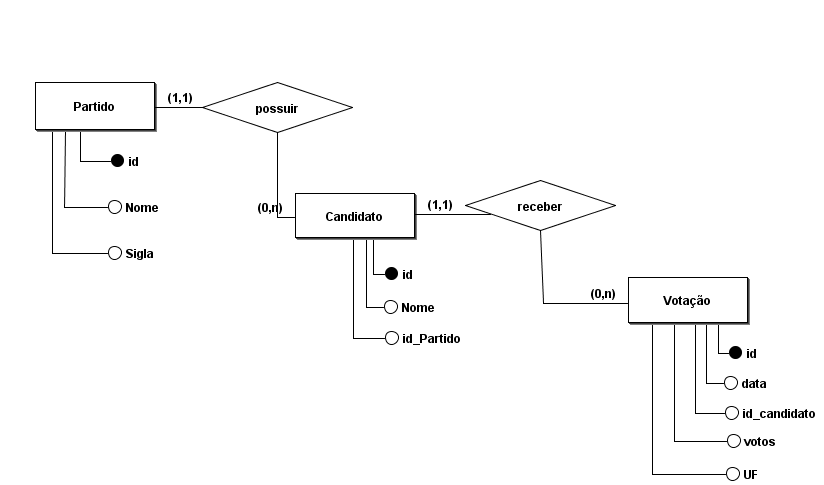 Partido
(1,1)
possuir
id
Nome
Sigla
(0,n)
Candidato
(1,1)
receber
id
Nome
id_Partido
(0,n)
Votação
id
data
id_candidato
votos
UF